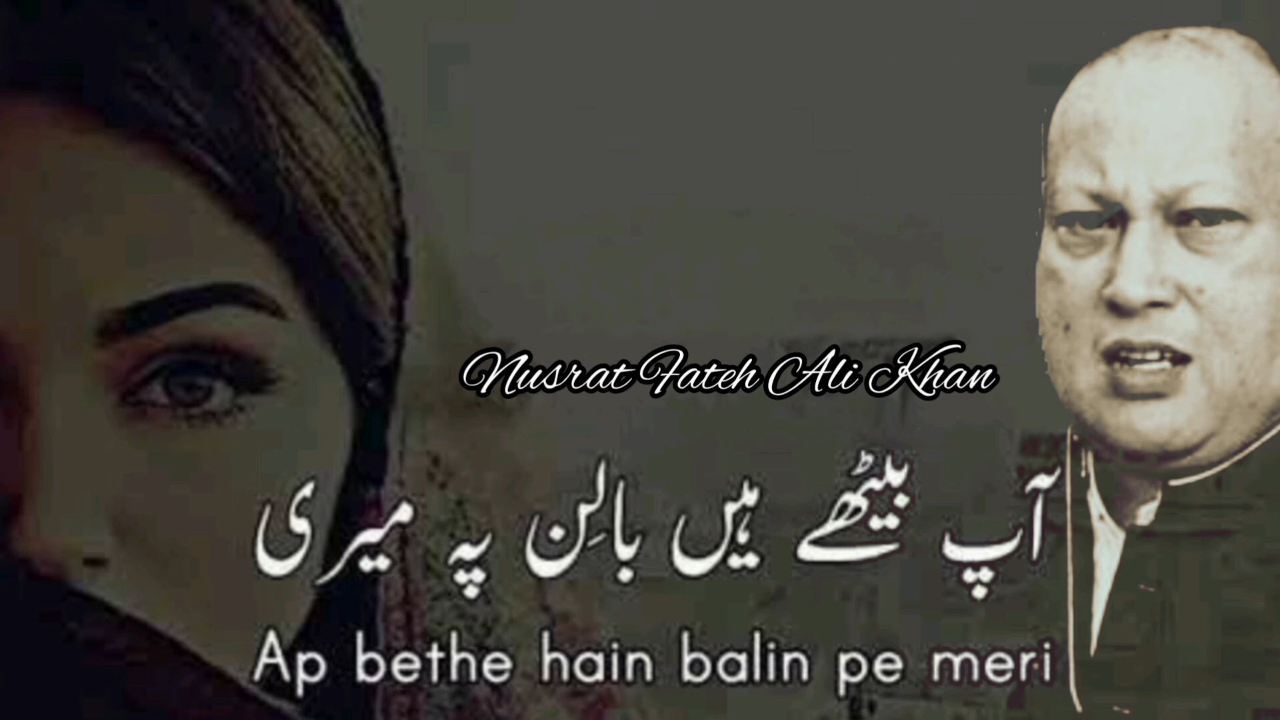 Nusrat Fateh Ali Khan
آپ بیٹھے ہیں بالِن پہ میری
Ap bethe hain balin pe meri